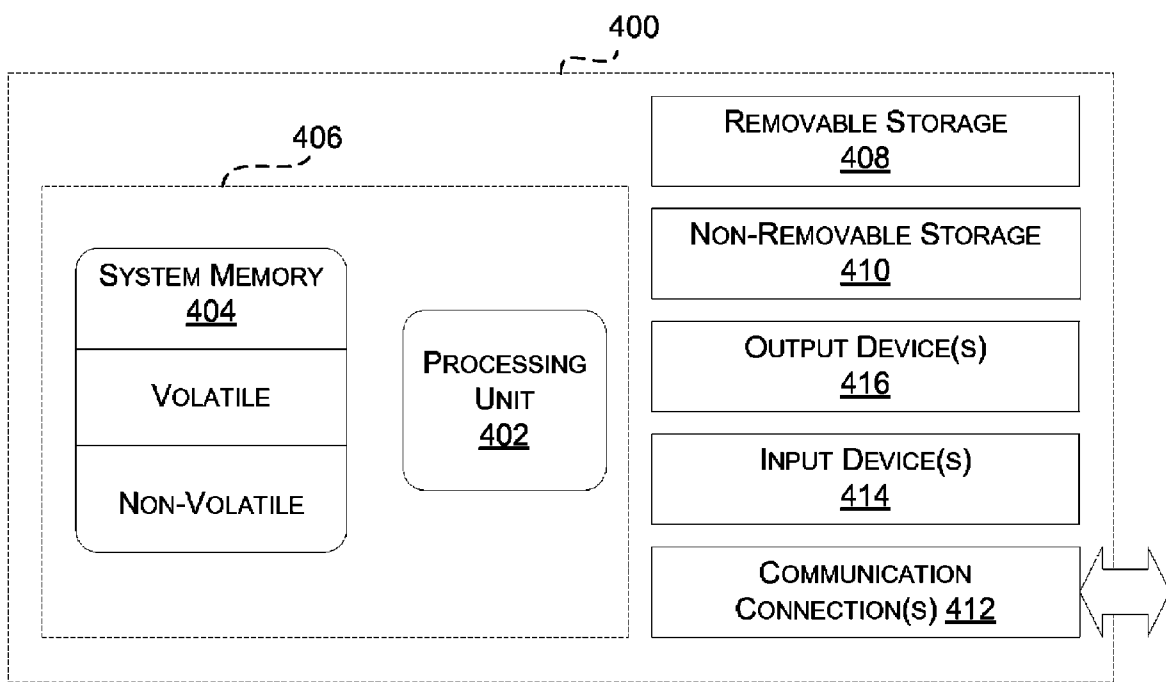 400
406
SYSTEM MEMORY
404
VOLATILE
NON-VOLATILE
PROCESSING
UNIT
402
REMOVABLE STORAGE
408
NON-REMOVABLE STORAGE
410
OUTPUT DEVICE(S)
416
INPUT DEVICE(S)
414
COMMUNICATION
CONNECTION(S) 412